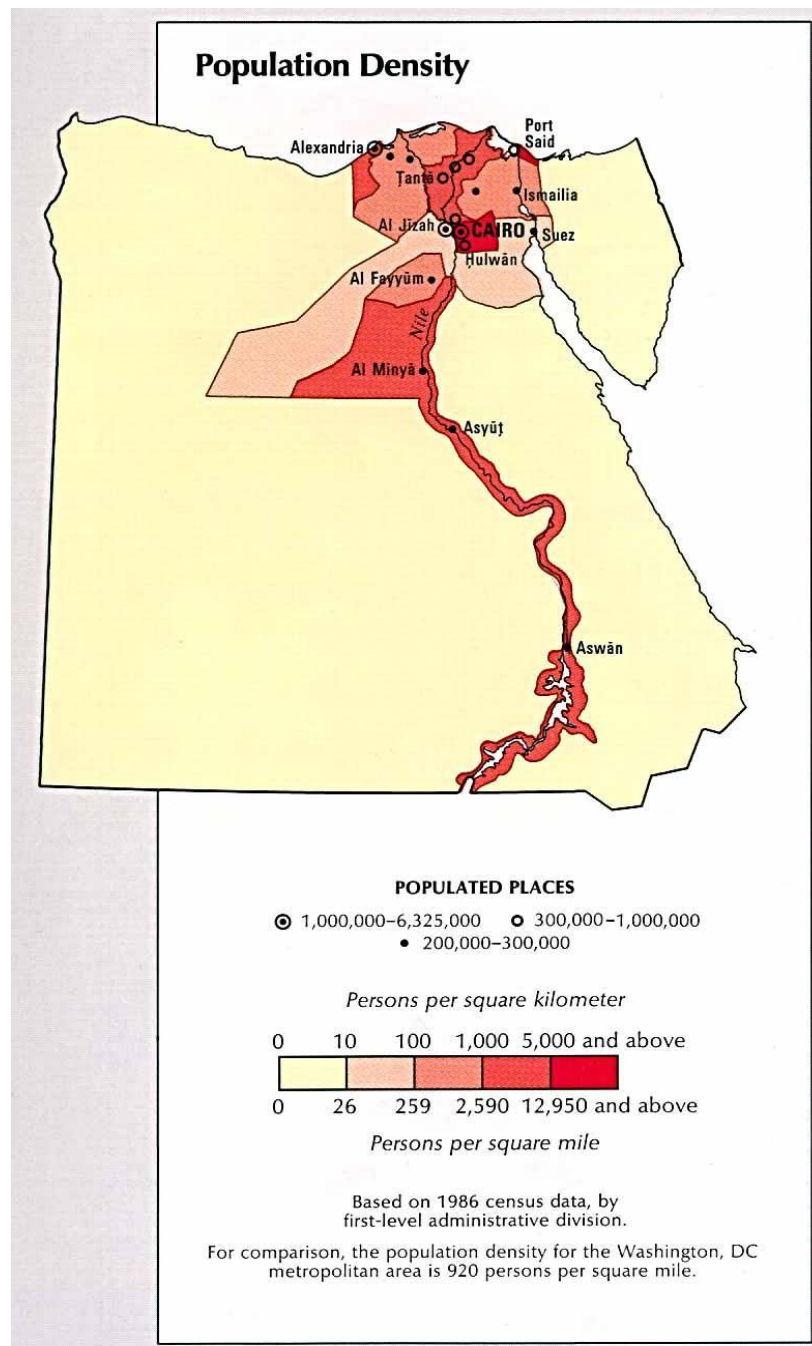 Population Density
Port
Said
Alexandria
Ţantā
Ismailia
Al Jīzah
CAIRO
Suez
Ḥulwān
Al Fayyūm
Nile
Al Minyā
Asyūţ
Aswān
POPULATED PLACES
1,000,000–6,325,000 300,000–1,000,000
200,000–300,000
Persons per square kilometer
0 10 100 1,000 5,000 and above
0 26 259 2,590 12,950 and above
Persons per square mile
Based on 1986 census data, by
first-level administrative division.
For comparison, the population density for the Washington, DC
metropolitan area is 920 persons per square mile.